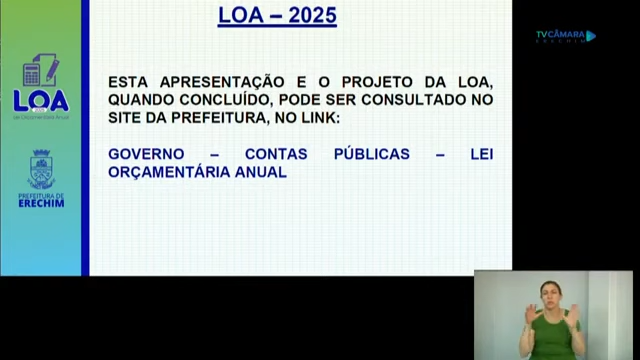 LOA – 2025
TV CÂMARA
ERECHIM
ESTA APRESENTAÇÃO E O PROJETO DA LOA,
QUANDO CONCLUÍDO, PODE SER CONSULTADO NO
SITE DA PREFEITURA, NO LINK:
GOVERNO – CONTAS PÚBLICAS – LEI
ORÇAMENTÁRIA ANUAL
LOA
Lei Orçamentária Anual
PREFEITURA DE
ERECHIM